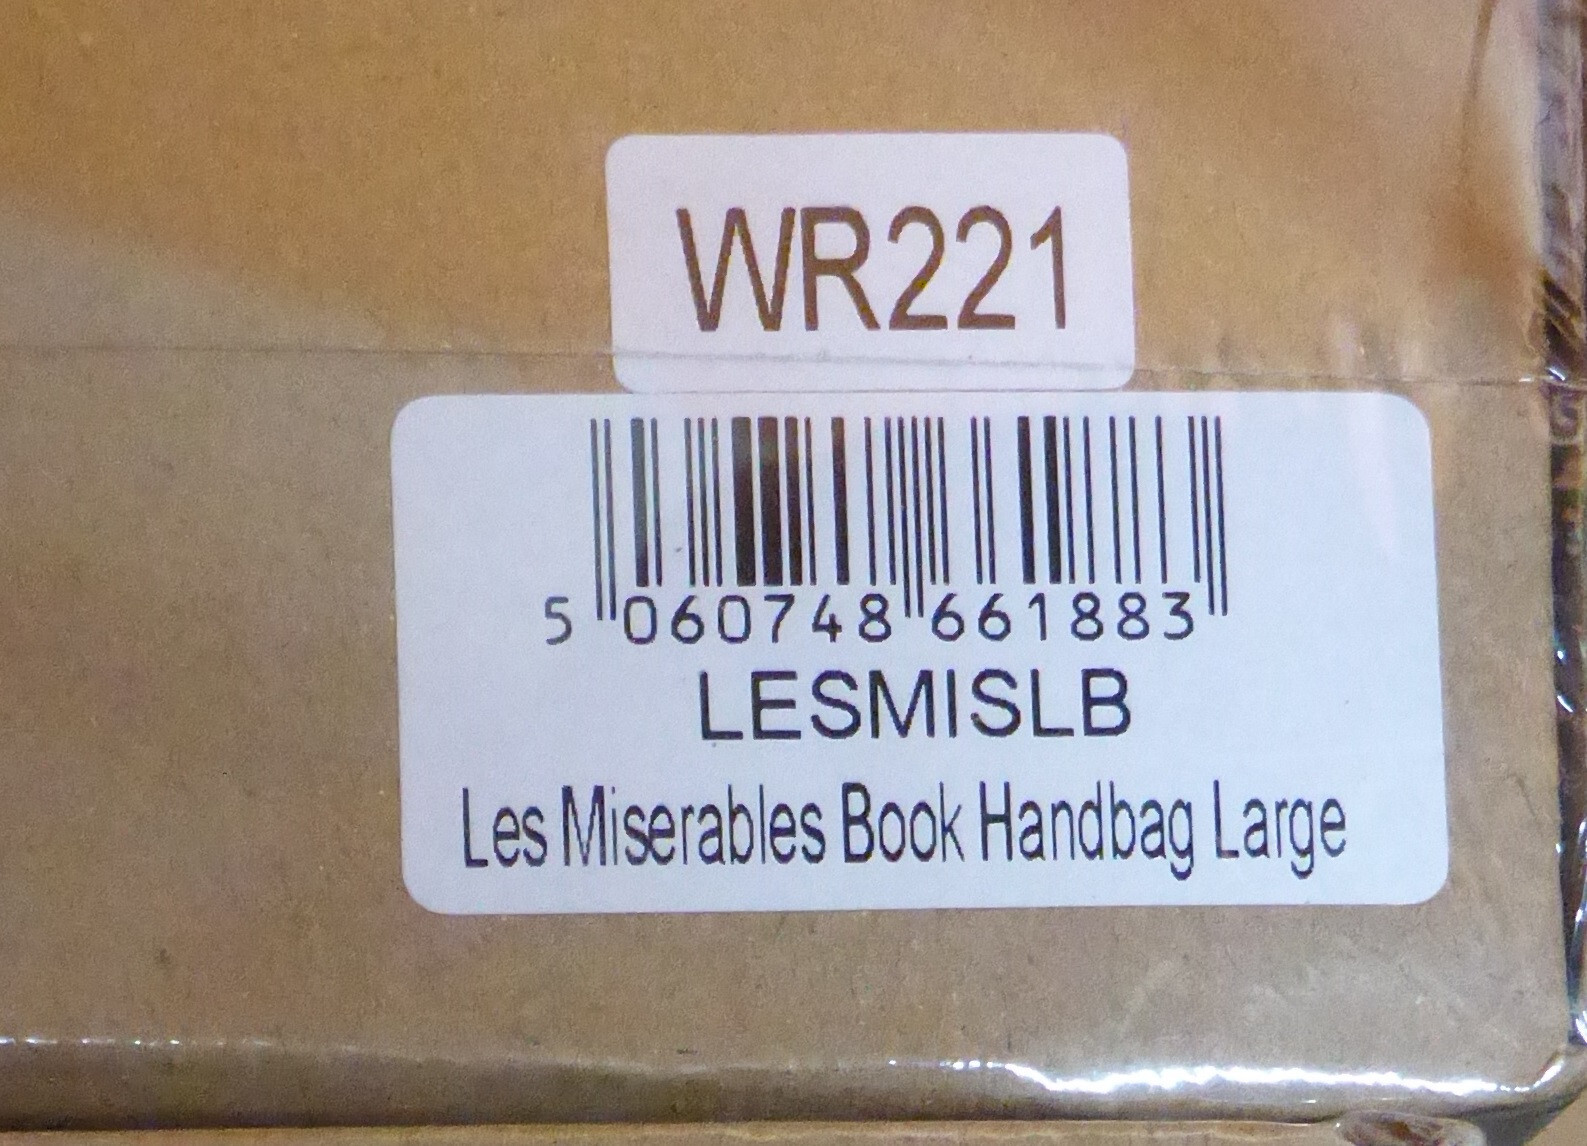 WR221
5 060748 661883
LESMISLB
Les Miserables Book Handbag Large